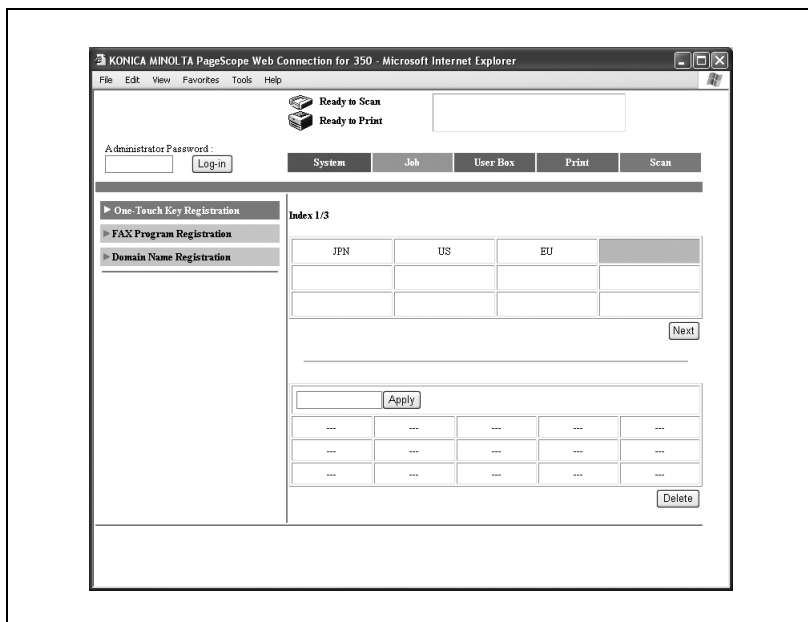 KONICA MINOLTA PageScope Web Connection for 350 - Microsoft Internet Explorer
File Edit View Favorites Tools Help
Ready to Scan
Ready to Print
Administrator Password :
Log-in
System Job User Box Print Scan
One-Touch Key Registration
FAX Program Registration
Domain Name Registration
Index 1/3
JPN US EU
Next
Apply
--- --- --- --- ---
--- --- --- --- ---
--- --- --- --- ---
Delete